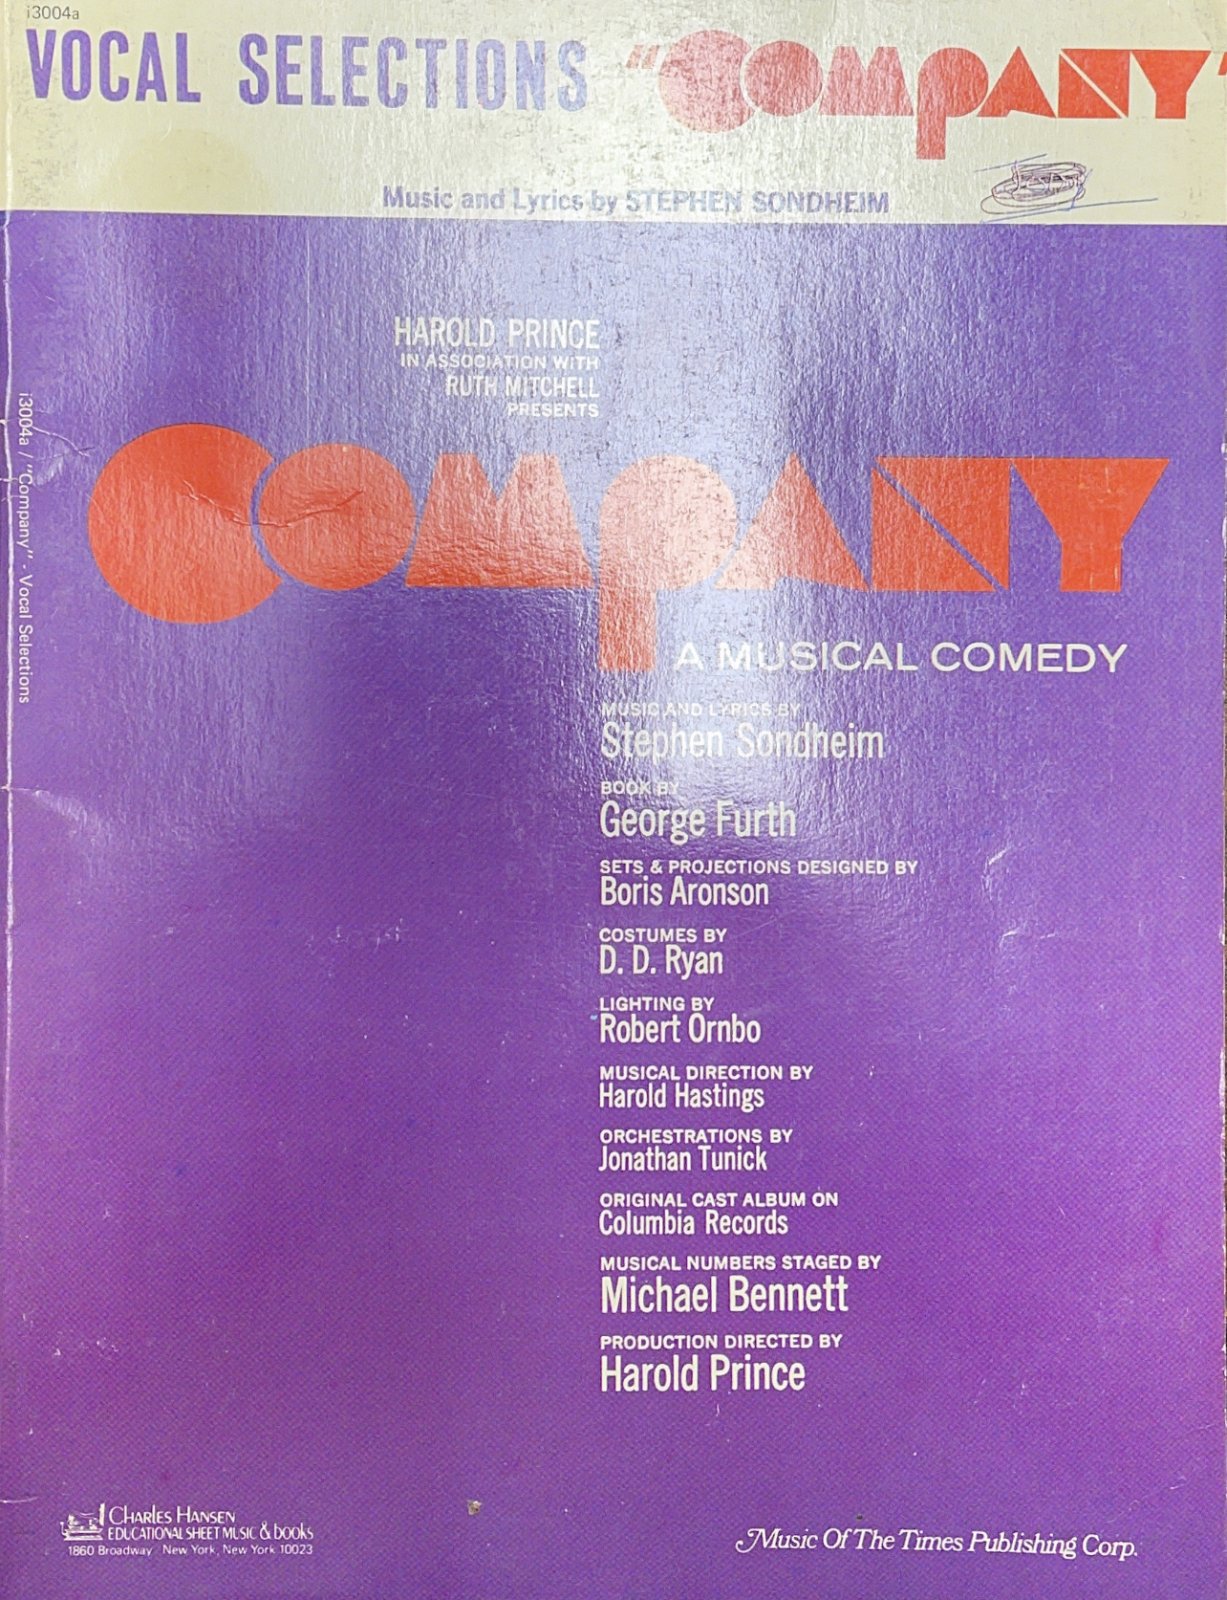 i3004a
VOCAL SELECTIONS "COMPANY"
Music and Lyrics by STEPHEN SONDHEIM
HAROLD PRINCE
IN ASSOCIATION WITH
RUTH MITCHELL
PRESENTS
COMPANY
A MUSICAL COMEDY
MUSIC AND LYRICS BY
Stephen Sondheim
BOOK BY
George Furth
SETS & PROJECTIONS DESIGNED BY
Boris Aronson
COSTUMES BY
D. D. Ryan
LIGHTING BY
Robert Ornbo
MUSICAL DIRECTION BY
Harold Hastings
ORCHESTRATIONS BY
Jonathan Tunick
ORIGINAL CAST ALBUM ON
Columbia Records
MUSICAL NUMBERS STAGED BY
Michael Bennett
PRODUCTION DIRECTED BY
Harold Prince
i3004a / "Company" - Vocal Selections
CHARLES HANSEN
EDUCATIONAL SHEET MUSIC & books
1860 Broadway New York, New York 10023
Music Of The Times Publishing Corp.